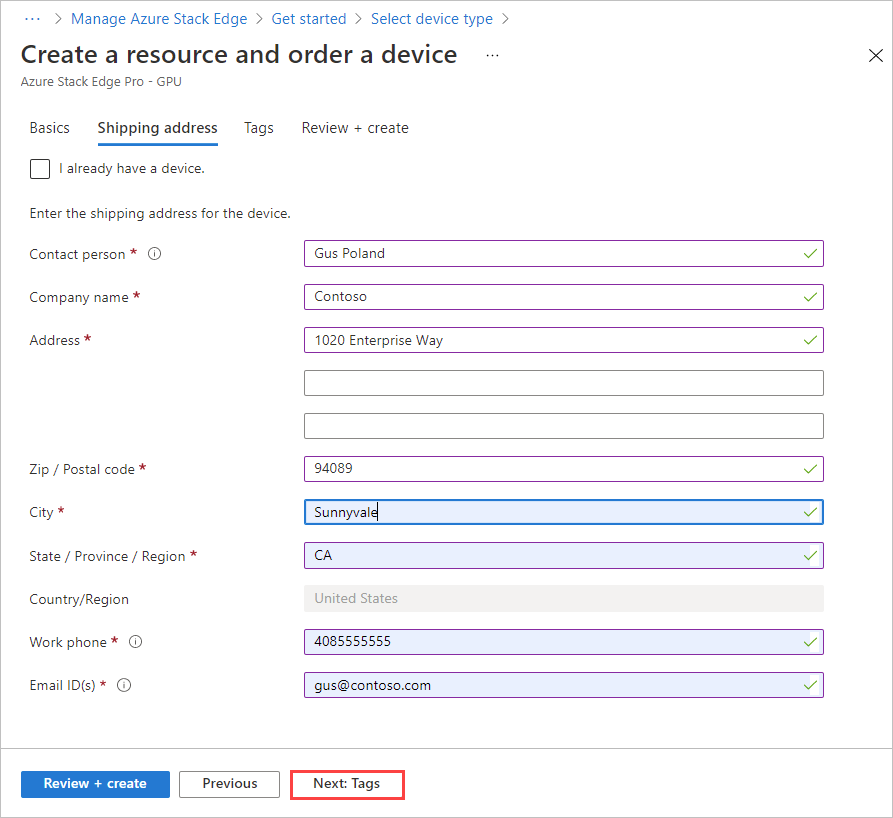 ··· > Manage Azure Stack Edge > Get started > Select device type >
Create a resource and order a device ···
Azure Stack Edge Pro - GPU
Basics Shipping address Tags Review + create
I already have a device.
Enter the shipping address for the device.
Contact person * Gus Poland
Company name * Contoso
Address * 1020 Enterprise Way
Zip / Postal code * 94089
City * Sunnyvale
State / Province / Region * CA
Country/Region United States
Work phone * 4085555555
Email ID(s) * gus@contoso.com
Review + create Previous Next: Tags